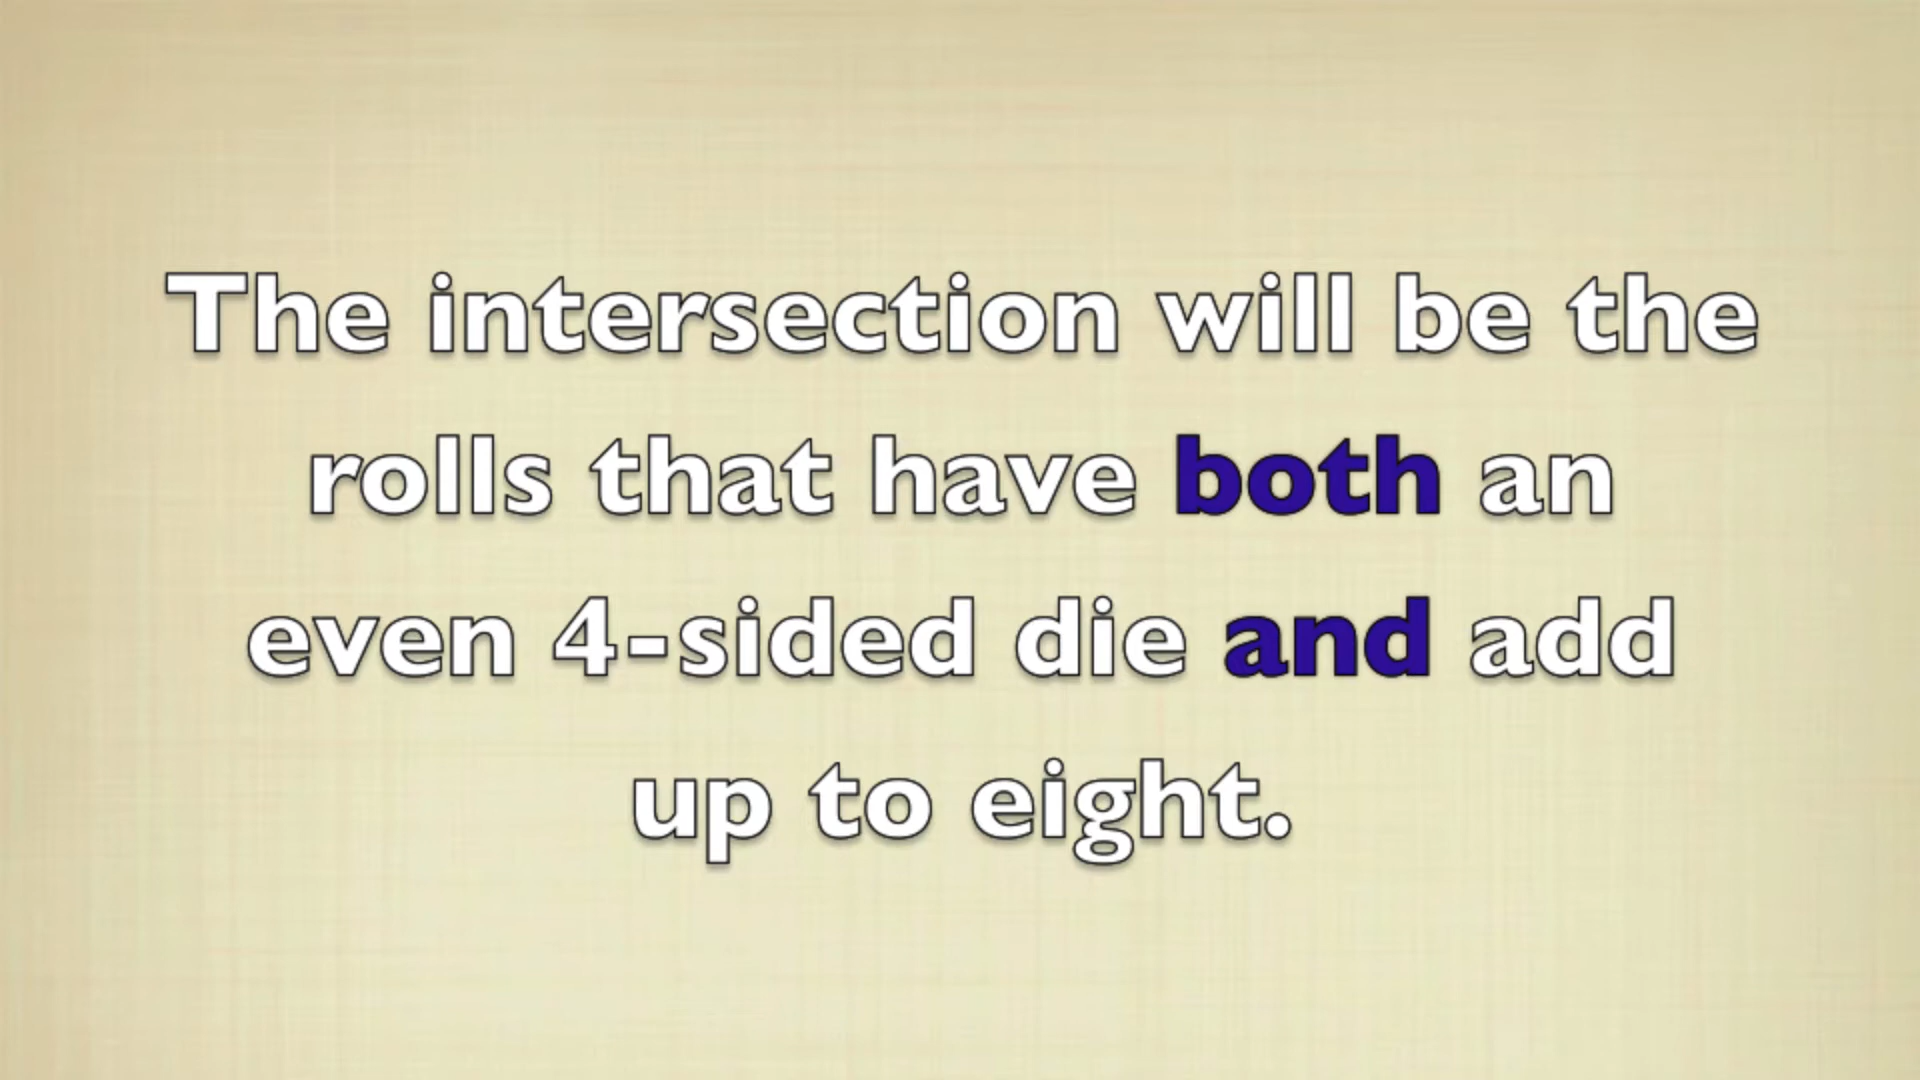 The intersection will be the
rolls that have both an
even 4-sided die and add
up to eight.